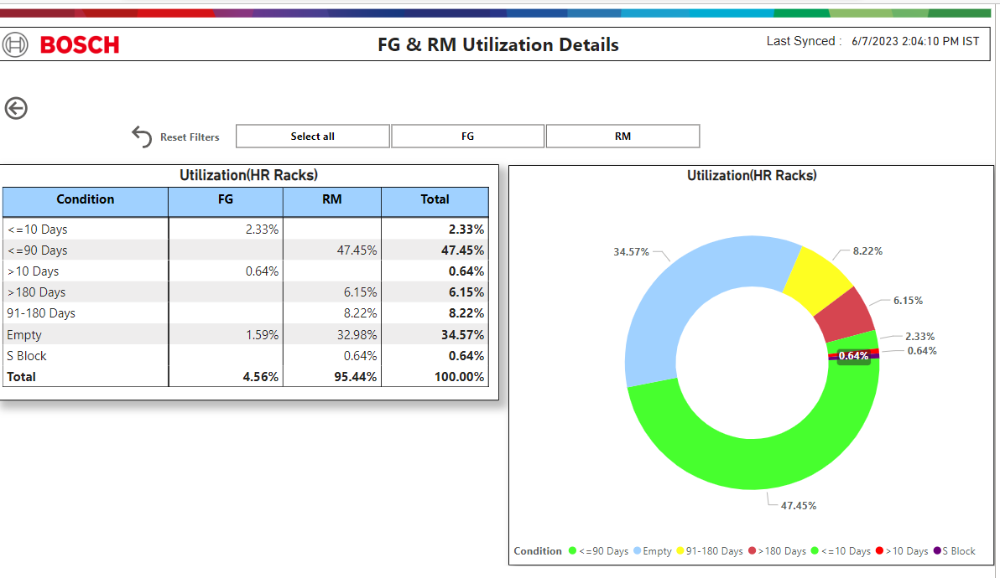 BOSCH
FG & RM Utilization Details
Last Synced : 6/7/2023 2:04:10 PM IST
Reset Filters
Select all
FG
RM
Utilization(HR Racks)
Condition FG RM Total
<=10 Days 2.33% 2.33%
<=90 Days 47.45% 47.45%
>10 Days 0.64% 0.64%
>180 Days 6.15% 6.15%
91-180 Days 8.22% 8.22%
Empty 1.59% 32.98% 34.57%
S Block 0.64% 0.64%
Total 4.56% 95.44% 100.00%
Utilization(HR Racks)
34.57%
8.22%
6.15%
2.33%
0.64%
0.64%
47.45%
Condition <=90 Days Empty 91-180 Days >180 Days <=10 Days >10 Days S Block